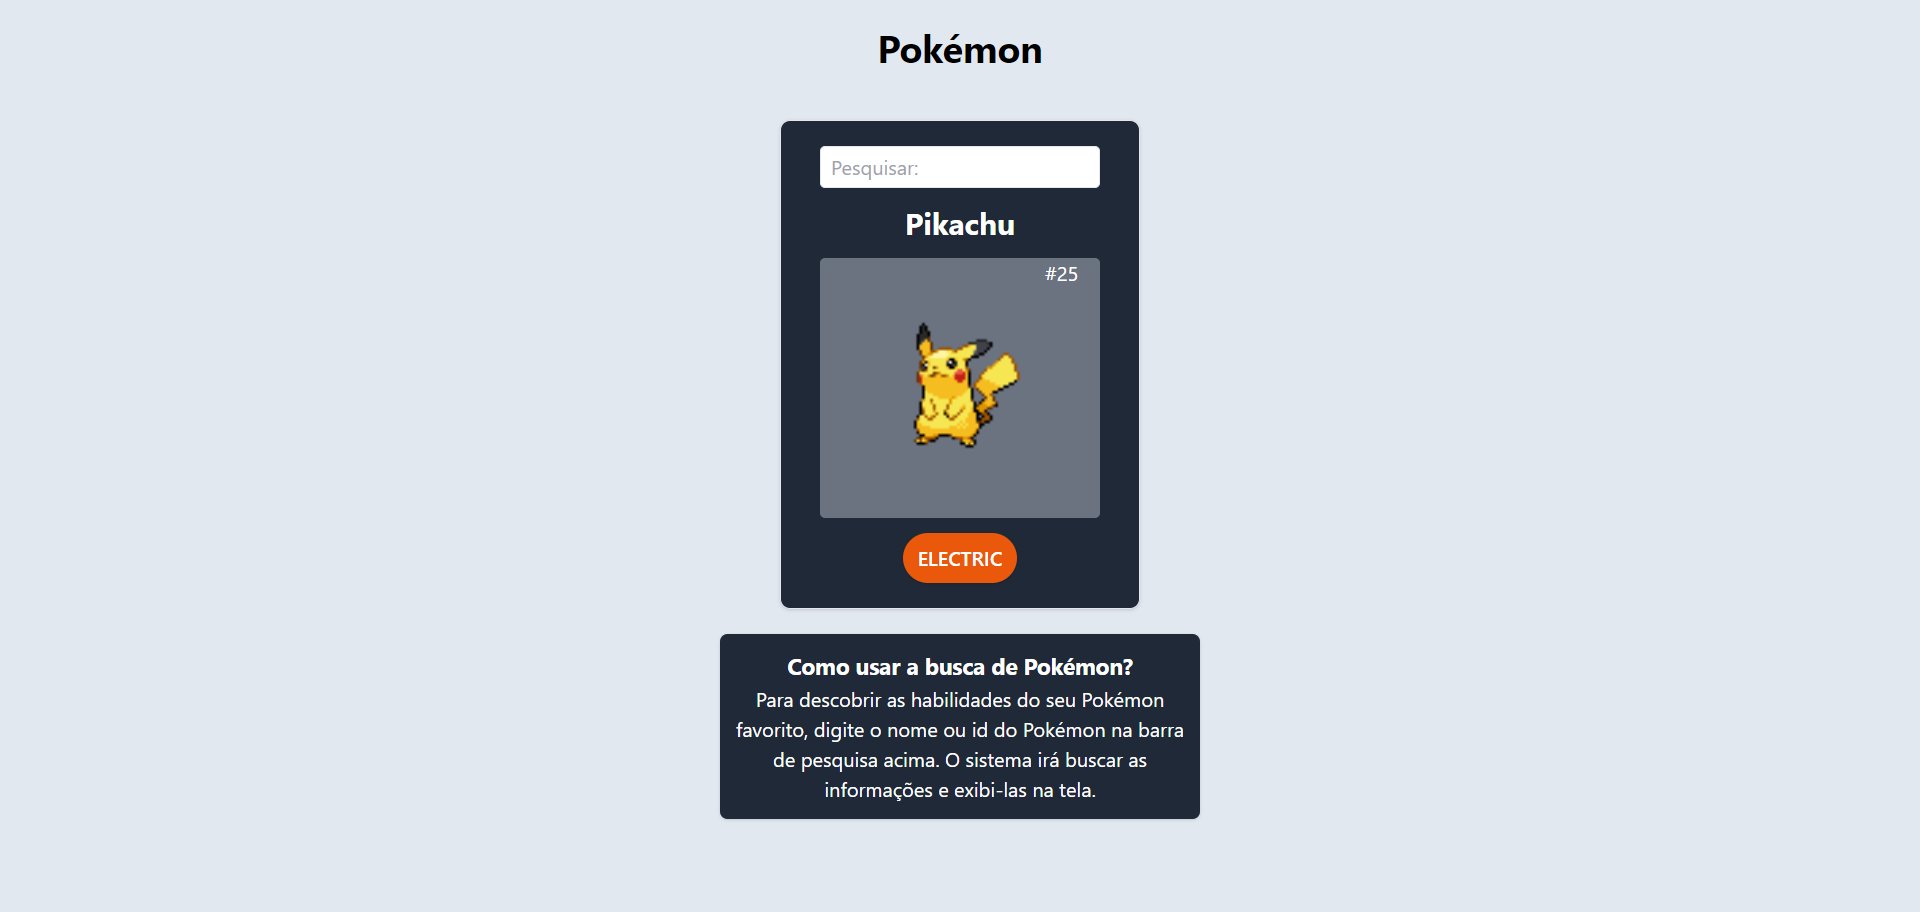 Pokémon
Pesquisar:
Pikachu
#25
ELECTRIC
Como usar a busca de Pokémon?
Para descobrir as habilidades do seu Pokémon
favorito, digite o nome ou id do Pokémon na barra
de pesquisa acima. O sistema irá buscar as
informações e exibi-las na tela.